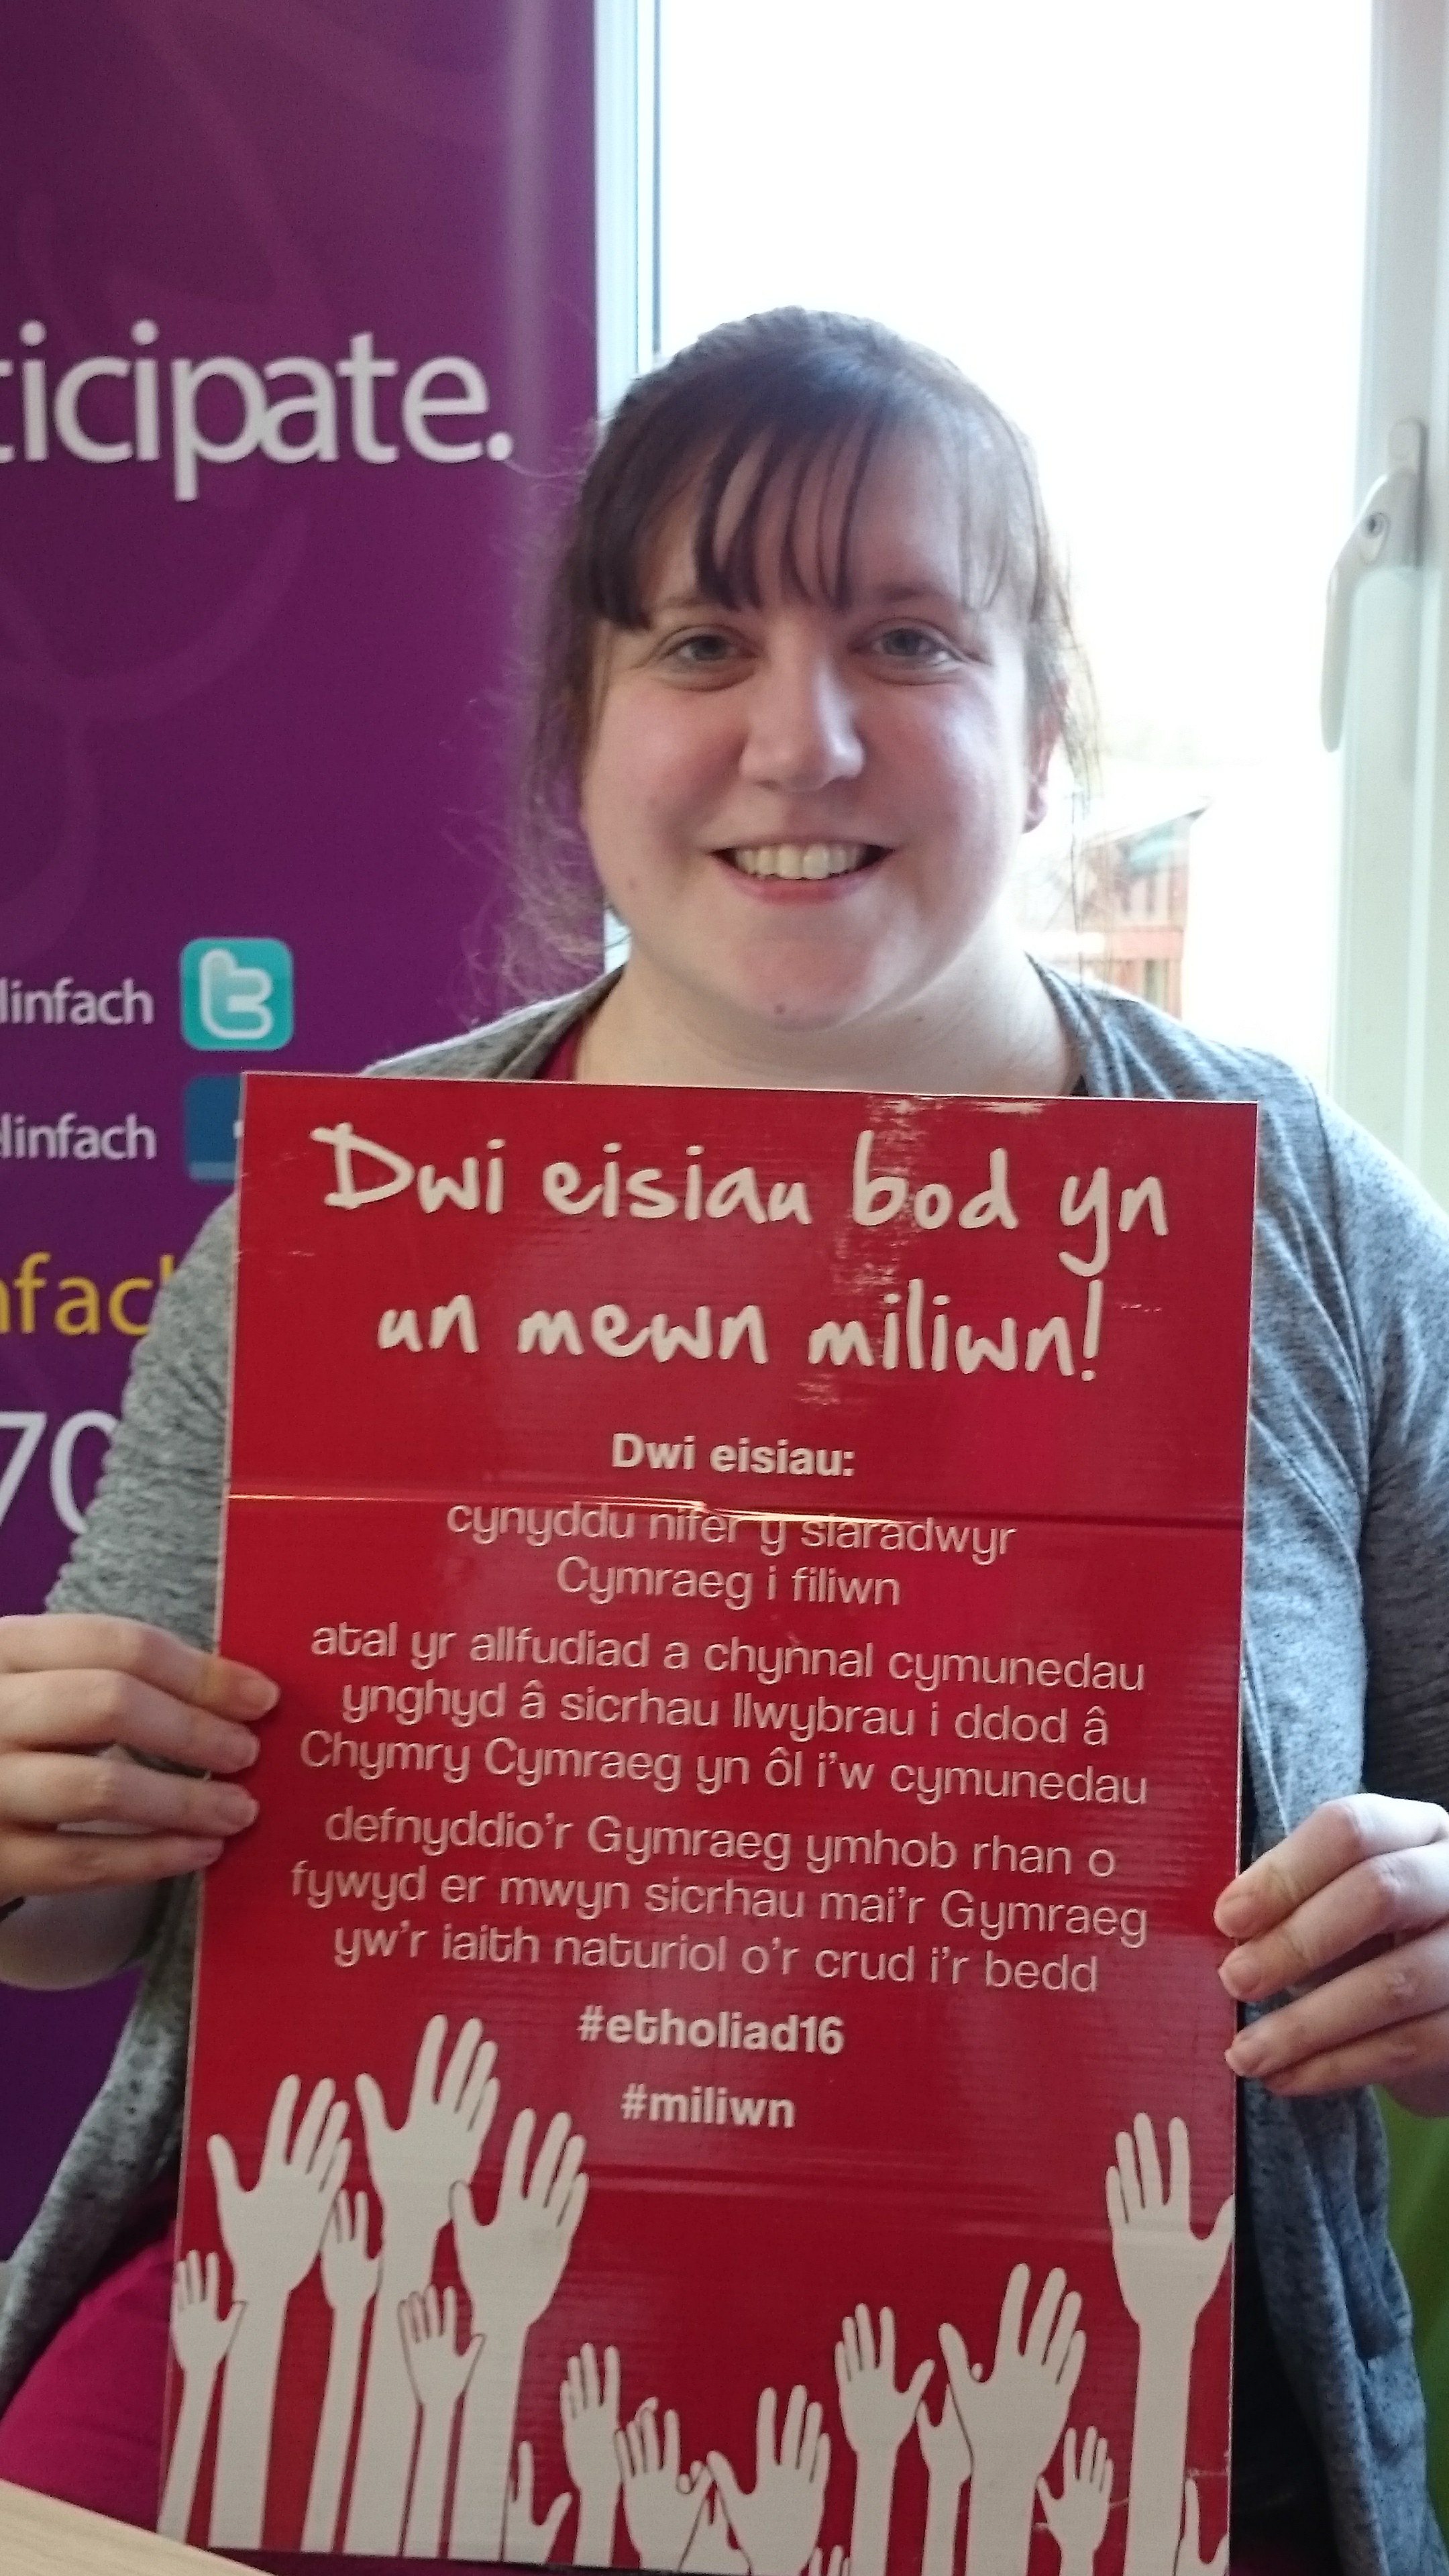 ticipate.
linfach
elinfach
nfach
70
Dwi eisiau bod yn
un mewn miliwn!
Dwi eisiau:
cynyddu nifer y siaradwyr
Cymraeg i filiwn
atal yr allfudiad a chynnal cymunedau
ynghyd â sicrhau llwybrau i ddod â
Chymry Cymraeg yn ôl i'w cymunedau
defnyddio'r Gymraeg ymhob rhan o
fywyd er mwyn sicrhau mai'r Gymraeg
yw'r iaith naturiol o'r crud i'r bedd
#etholiad16
#miliwn